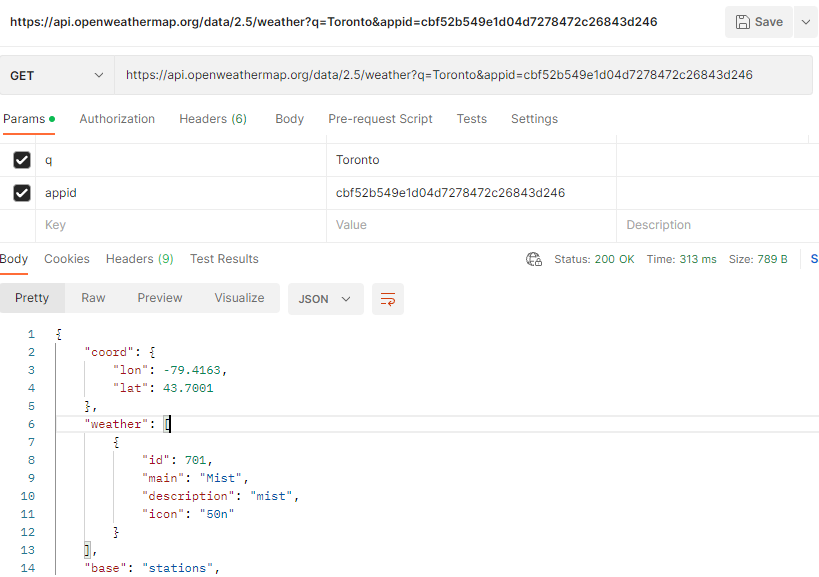 https://api.openweathermap.org/data/2.5/weather?q=Toronto&appid=cbf52b549e1d04d7278472c26843d246 Save
GET https://api.openweathermap.org/data/2.5/weather?q=Toronto&appid=cbf52b549e1d04d7278472c26843d246
Params Authorization Headers (6) Body Pre-request Script Tests Settings
q Toronto
appid cbf52b549e1d04d7278472c26843d246
Key Value Description
Body Cookies Headers (9) Test Results Status: 200 OK Time: 313 ms Size: 789 B S
Pretty Raw Preview Visualize JSON
1 {
2 "coord": {
3 "lon": -79.4163,
4 "lat": 43.7001
5 },
6 "weather": [
7 {
8 "id": 701,
9 "main": "Mist",
10 "description": "mist",
11 "icon": "50n"
12 }
13 ],
14 "base": "stations",